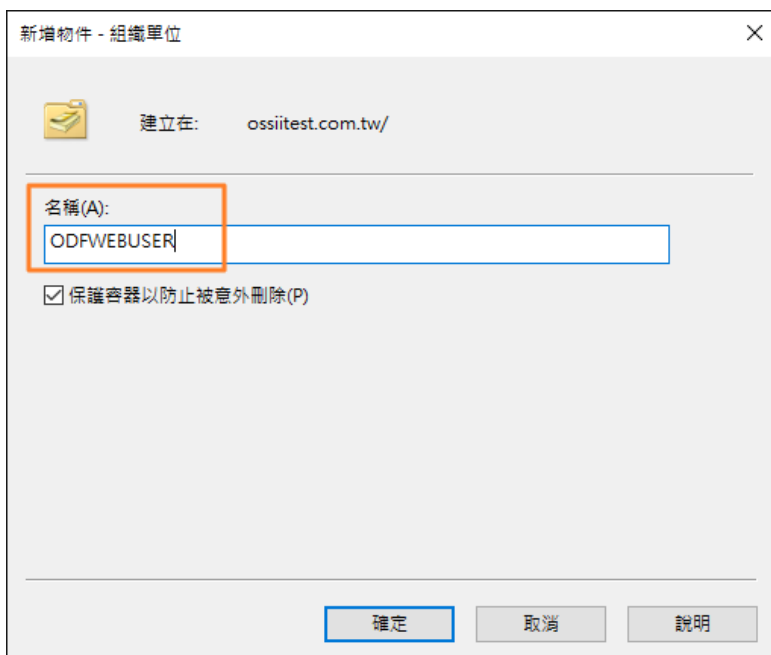 新增物件 - 組織單位
建立在: ossiitest.com.tw/
名稱(A):
ODFWEBUSER
保護容器以防止被意外刪除(P)
確定 取消 說明